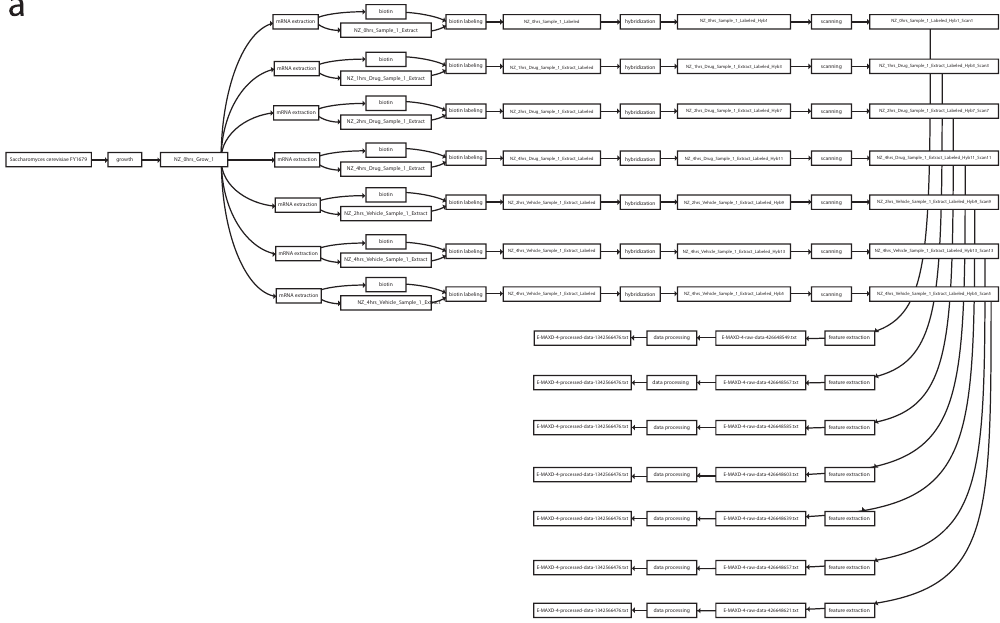 a
mRNA extraction biotin NZ_0hrs_Sample_1_Extract biotin labeling NZ_0hrs_Sample_1_Labeled hybridization NZ_0hrs_Sample_1_Labeled_Hyb1 scanning NZ_0hrs_Sample_1_Labeled_Hyb1_Scan1
mRNA extraction biotin NZ_1hrs_Drug_Sample_1_Extract biotin labeling NZ_1hrs_Drug_Sample_1_Extract_Labeled hybridization scanning
mRNA extraction biotin NZ_2hrs_Drug_Sample_1_Extract biotin labeling NZ_2hrs_Drug_Sample_1_Extract_Labeled hybridization NZ_2hrs_Drug_Sample_1_Extract_Labeled_Hyb7 scanning NZ_2hrs_Drug_Sample_1_Extract_Labeled_Hyb7_Scan7
Saccharomyces cerevisiae FY1679 growth NZ_0hrs_Grow_1 mRNA extraction biotin NZ_4hrs_Drug_Sample_1_Extract biotin labeling NZ_4hrs_Drug_Sample_1_Extract_Labeled hybridization NZ_4hrs_Drug_Sample_1_Extract_Labeled_Hyb11 scanning NZ_4hrs_Drug_Sample_1_Extract_Labeled_Hyb11_Scan11
mRNA extraction biotin NZ_2hrs_Vehicle_Sample_1_Extract biotin labeling NZ_2hrs_Vehicle_Sample_1_Extract_Labeled hybridization NZ_2hrs_Vehicle_Sample_1_Extract_Labeled_Hyb9 scanning NZ_2hrs_Vehicle_Sample_1_Extract_Labeled_Hyb9_Scan9
mRNA extraction biotin NZ_4hrs_Vehicle_Sample_1_Extract biotin labeling NZ_4hrs_Vehicle_Sample_1_Extract_Labeled hybridization NZ_4hrs_Vehicle_Sample_1_Extract_Labeled_Hyb13 scanning NZ_4hrs_Vehicle_Sample_1_Extract_Labeled_Hyb13_Scan13
mRNA extraction biotin NZ_4hrs_Vehicle_Sample_1_Extract biotin labeling NZ_4hrs_Vehicle_Sample_1_Extract_Labeled hybridization scanning
E-MAXD-4-processed-data-1342566476.txt data processing E-MAXD-4-raw-data-426648549.txt feature extraction
E-MAXD-4-processed-data-1342566476.txt data processing E-MAXD-4-raw-data-426648567.txt feature extraction
E-MAXD-4-processed-data-1342566476.txt data processing E-MAXD-4-raw-data-426648585.txt feature extraction
E-MAXD-4-processed-data-1342566476.txt data processing E-MAXD-4-raw-data-426648603.txt feature extraction
E-MAXD-4-processed-data-1342566476.txt data processing E-MAXD-4-raw-data-426648639.txt feature extraction
E-MAXD-4-processed-data-1342566476.txt data processing E-MAXD-4-raw-data-426648657.txt feature extraction
E-MAXD-4-processed-data-1342566476.txt data processing E-MAXD-4-raw-data-426648621.txt feature extraction